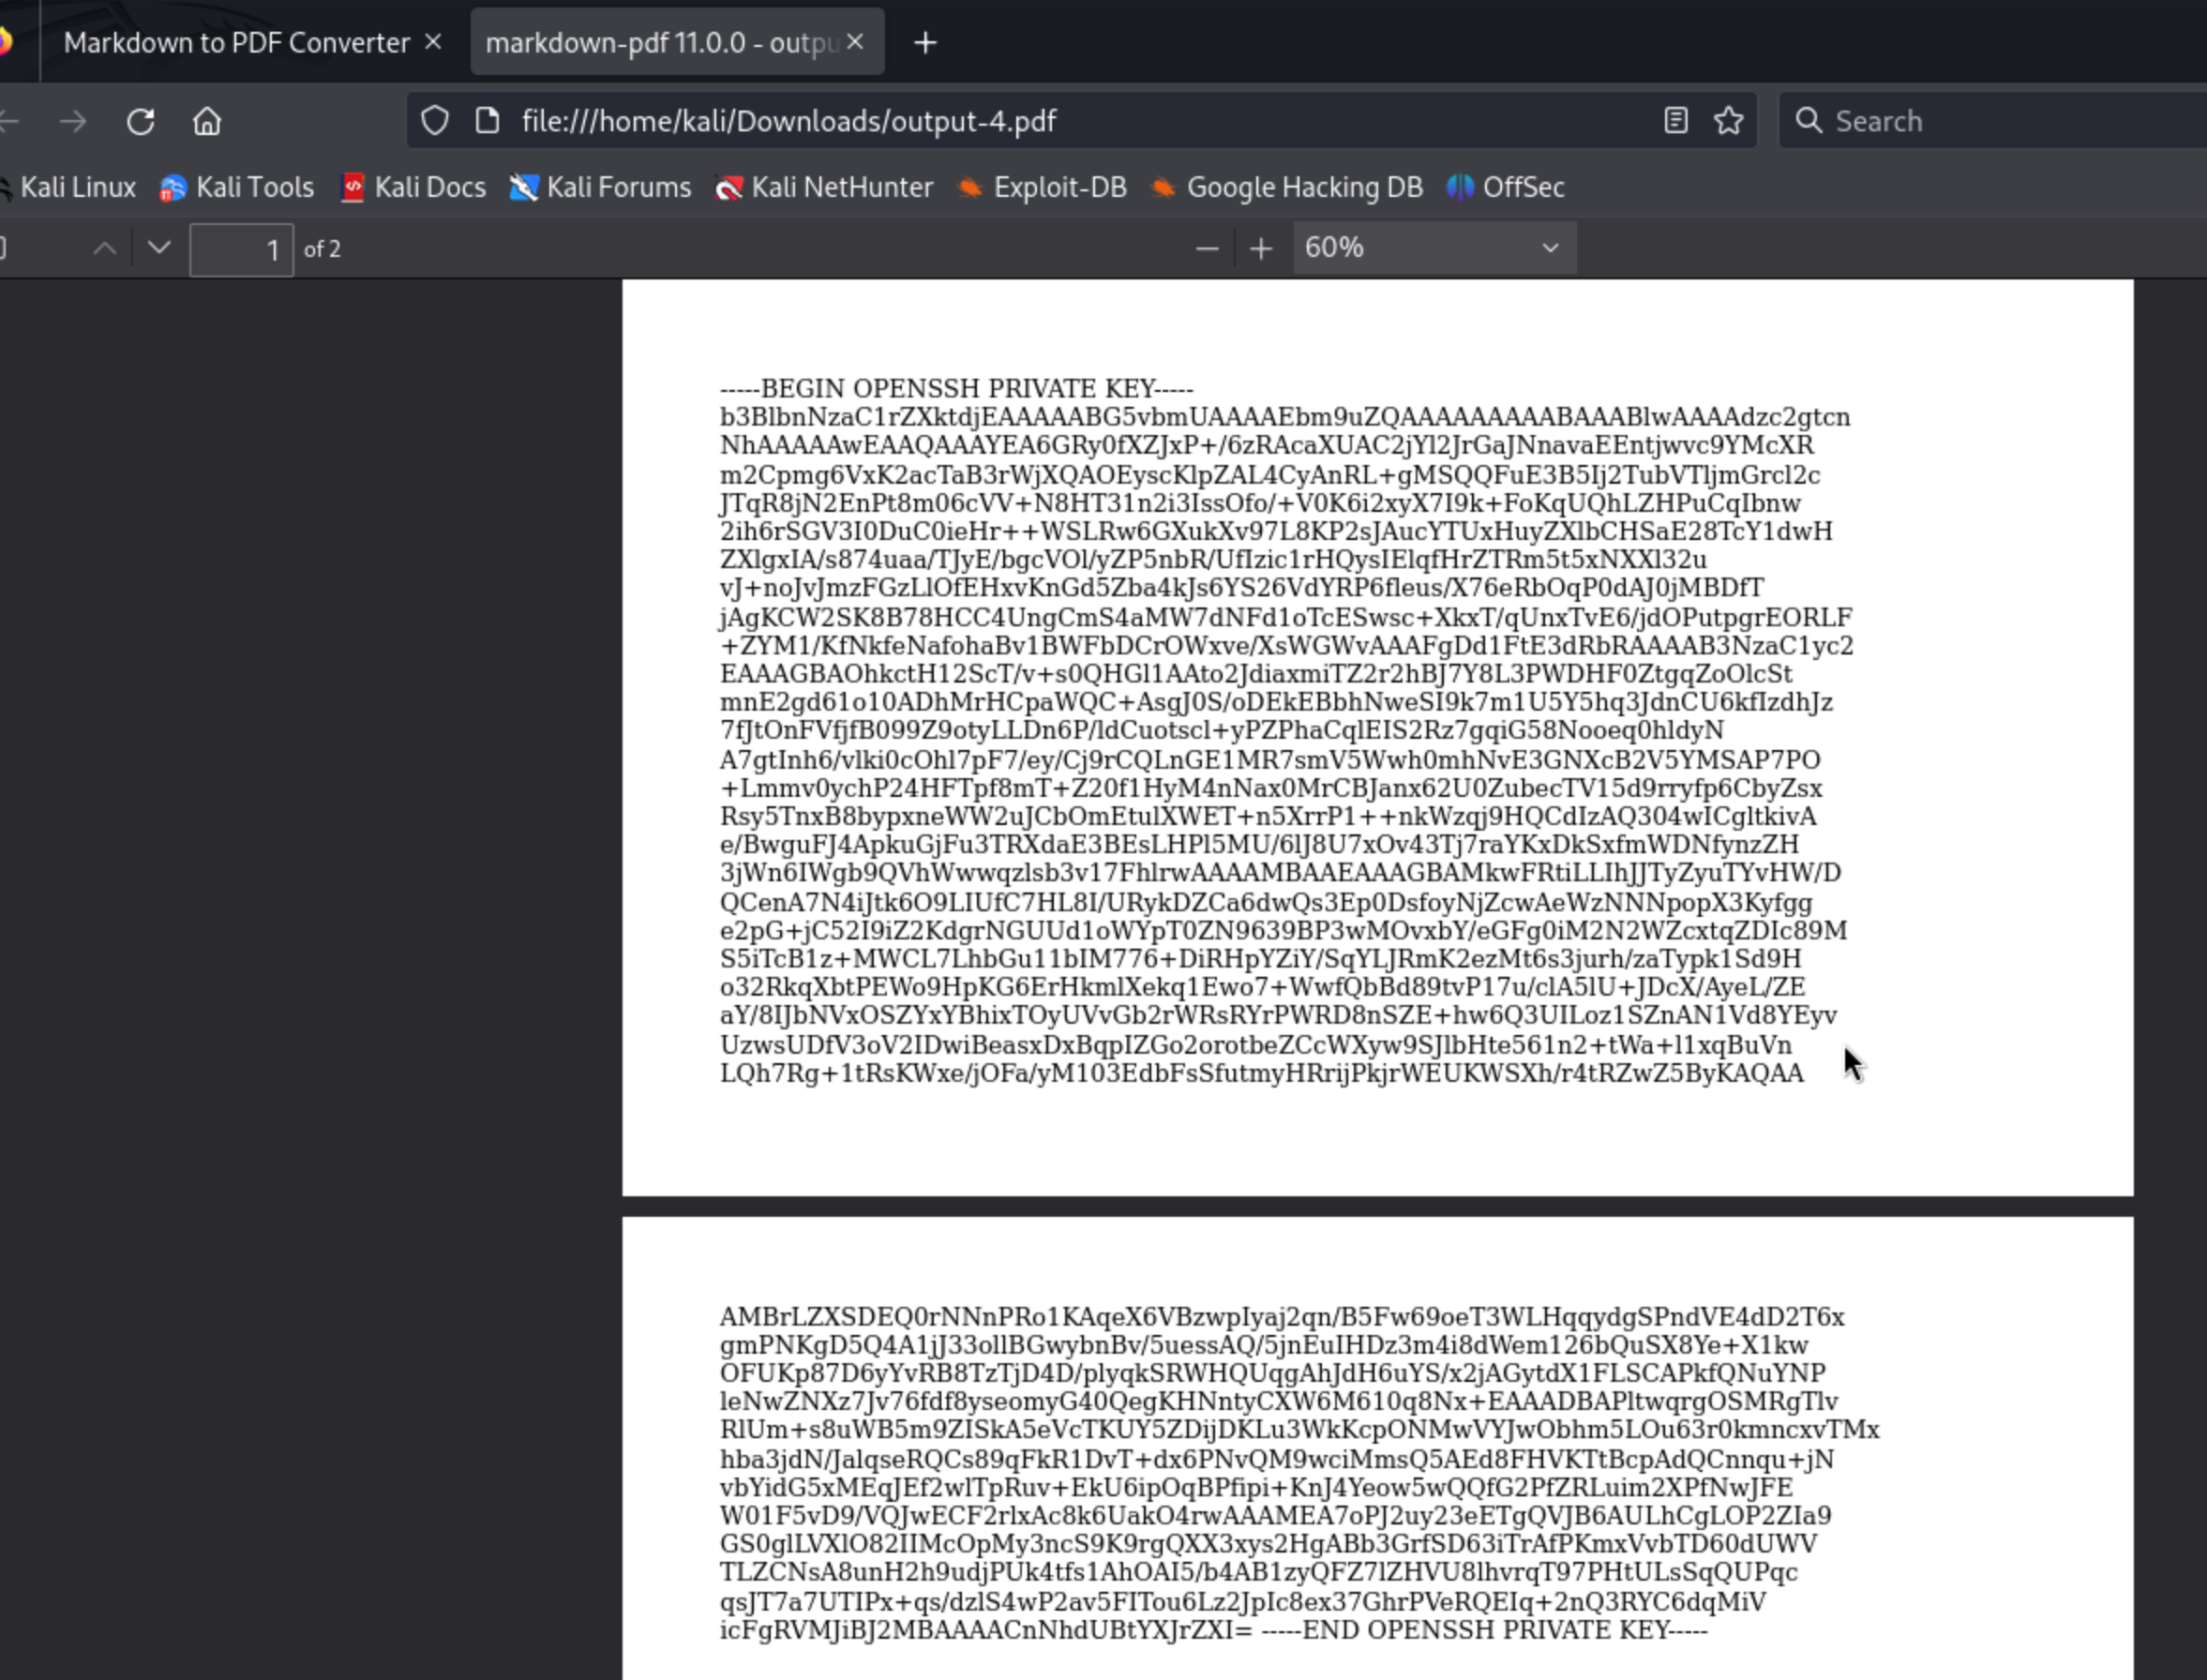 Markdown to PDF Converter
markdown-pdf 11.0.0 - outpu
file:///home/kali/Downloads/output-4.pdf
Search
Kali Linux Kali Tools Kali Docs Kali Forums Kali NetHunter Exploit-DB Google Hacking DB OffSec
1 of 2
60%
-----BEGIN OPENSSH PRIVATE KEY-----
b3BlbnNzaC1rZXktdjEAAAAABG5vbmUAAAAEbm9uZQAAAAAAAAABAAABlwAAAAdzc2gtcn
NhAAAAAwEAAQAAAYEA6GRy0fXZJxP+/6zRAcaXUAC2jYl2JrGaJNnavaEEntjwvc9YMcXR
m2Cpmg6VxK2acTaB3rWjXQAOEyscKlpZAL4CyAnRL+gMSQQFuE3B5Ij2TubVTljmGrcl2c
JTqR8jN2EnPt8m06cVV+N8HT31n2i3IssOfo/+V0K6i2xyX7I9k+FoKqUQhLZHPuCqIbnw
2ih6rSGV3I0DuC0ieHr++WSLRw6GXukXv97L8KP2sJAucYTUxHuyZXlbCHSaE28TcY1dwH
ZXlgxIA/s874uaa/TJyE/bgcVOl/yZP5nbR/UfIzic1rHQysIElqfHrZTRm5t5xNXXl32u
vJ+noJvJmzFGzLlOfEHxvKnGd5Zba4kJs6YS26VdYRP6fleus/X76eRbOqP0dAJ0jMBDfT
jAgKCW2SK8B78HCC4UngCmS4aMW7dNFd1oTcESwsc+XkxT/qUnxTvE6/jdOPutpgrEORLF
+ZYM1/KfNkfeNafohaBv1BWFbDCrOWxve/XsWGWvAAAFgDd1FtE3dRbRAAAAB3NzaC1yc2
EAAAGBAOhkctH12ScT/v+s0QHGl1AAto2JdiaxmiTZ2r2hBJ7Y8L3PWDHF0ZtgqZoOlcSt
mnE2gd61o10ADhMrHCpaWQC+AsgJ0S/oDEkEBbhNweSI9k7m1U5Y5hq3JdnCU6kfIzdhJz
7fJtOnFVfjfB099Z9otyLLDn6P/ldCuotscl+yPZPhaCqlEIS2Rz7gqiG58Nooeq0hldyN
A7gtInh6/vlki0cOhl7pF7/ey/Cj9rCQLnGE1MR7smV5Wwh0mhNvE3GNXcB2V5YMSAP7PO
+Lmmv0ychP24HFTpf8mT+Z20f1HyM4nNax0MrCBJanx62U0ZubecTV15d9rryfp6CbyZsx
Rsy5TnxB8bypxneWW2uJCbOmEtulXWET+n5XrrP1++nkWzqj9HQCdIzAQ304wICgltkivA
e/BwguFJ4ApkuGjFu3TRXdaE3BEsLHPl5MU/6lJ8U7xOv43Tj7raYKxDkSxfmWDNfynzZH
3jWn6IWgb9QVhWwwqzlsb3v17FhlrwAAAAMBAAEAAAGBAMkwFRtiLLIhJJTyZyuTYvHW/D
QCenA7N4iJtk6O9LIUfC7HL8I/URykDZCa6dwQs3Ep0DsfoyNjZcwAeWzNNNpopX3Kyfgg
e2pG+jC52I9iZ2KdgrNGUUd1oWYpT0ZN9639BP3wMOvxbY/eGFg0iM2N2WZcxtqZDIc89M
S5iTcB1z+MWCL7LhbGu11bIM776+DiRHpYZiY/SqYLJRmK2ezMt6s3jurh/zaTypk1Sd9H
o32RkqXbtPEWo9HpKG6ErHkmlXekq1Ewo7+WwfQbBd89tvP17u/clA5lU+JDcX/AyeL/ZE
aY/8IJbNVxOSZYxYBhixTOyUVvGb2rWRsRYrPWRD8nSZE+hw6Q3UILoz1SZnAN1Vd8YEyv
UzwsUDfV3oV2IDwiBeasxDxBqpIZGo2orotbeZCcWXyw9SJlbHte561n2+tWa+l1xqBuVn
LQh7Rg+1tRsKWxe/jOFa/yM103EdbFsSfutmyHRrijPkjrWEUKWSXh/r4tRZwZ5ByKAQAA
AMBrLZXSDEQ0rNNnPRo1KAqeX6VBzwpIyaj2qn/B5Fw69oeT3WLHqqydgSPndVE4dD2T6x
gmPNKgD5Q4A1jJ33ollBGwybnBv/5uessAQ/5jnEuIHDz3m4i8dWem126bQuSX8Ye+X1kw
OFUKp87D6yYvRB8TzTjD4D/plyqkSRWHQUqgAhJdH6uYS/x2jAGytdX1FLSCAPkfQNuYNP
leNwZNXz7Jv76fdf8yseomyG40QegKHNntyCXW6M610q8Nx+EAAADBAPltwqrgOSMRgTlv
RlUm+s8uWB5m9ZISkA5eVcTKUY5ZDijDKLu3WkKcpONMwVYJwObhm5LOu63r0kmncxvTMx
hba3jdN/JalqseRQCs89qFkR1DvT+dx6PNvQM9wciMmsQ5AEd8FHVKTtBcpAdQCnnqu+jN
vbYidG5xMEqJEf2wlTpRuv+EkU6ipOqBPfipi+KnJ4Yeow5wQQfG2PfZRLuim2XPfNwJFE
W01F5vD9/VQJwECF2rlxAc8k6UakO4rwAAAMEA7oPJ2uy23eETgQVJB6AULhCgLOP2ZIa9
GS0glLVXlO82IIMcOpMy3ncS9K9rgQXX3xys2HgABb3GrfSD63iTrAfPKmxVvbTD60dUWV
TLZCNsA8unH2h9udjPUk4tfs1AhOAI5/b4AB1zyQFZ7lZHVU8lhvrqT97PHtULsSqQUPqc
qsJT7a7UTIPx+qs/dzlS4wP2av5FITou6Lz2JpIc8ex37GhrPVeRQEIq+2nQ3RYC6dqMiV
icFgRVMJiBJ2MBAAAACnNhdUBtYXJrZXI= -----END OPENSSH PRIVATE KEY-----